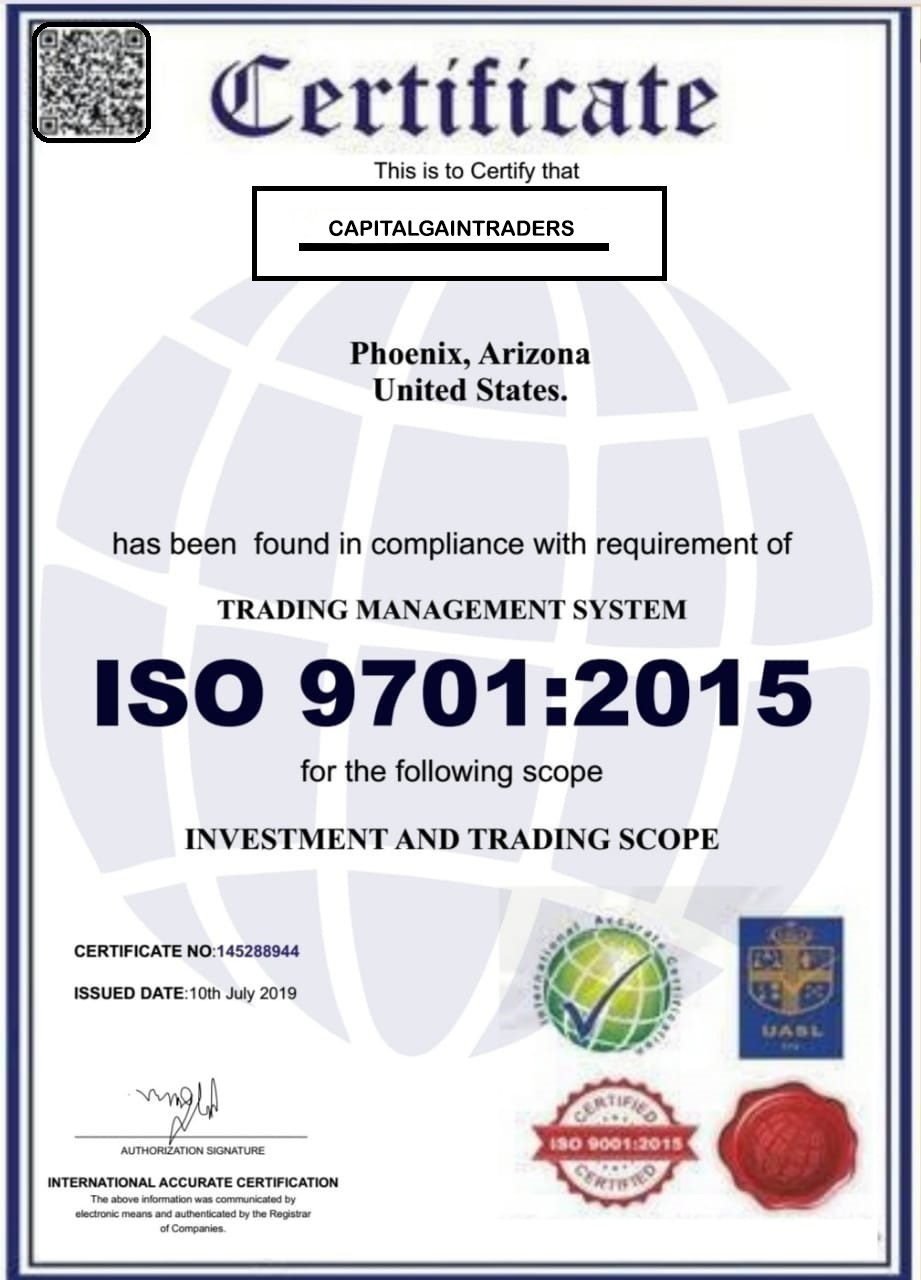 Certificate
This is to Certify that
CAPITALGAINTRADERS
Phoenix, Arizona
United States.
has been found in compliance with requirement of
TRADING MANAGEMENT SYSTEM
ISO 9701:2015
for the following scope
INVESTMENT AND TRADING SCOPE
CERTIFICATE NO:145288944
ISSUED DATE:10th July 2019
International Accurate Certification
UASL
CERTIFIED
ISO 9001:2015
CERTIFIED
AUTHORIZATION SIGNATURE
INTERNATIONAL ACCURATE CERTIFICATION
The above information was communicated by
electronic means and authenticated by the Registrar
of Companies.